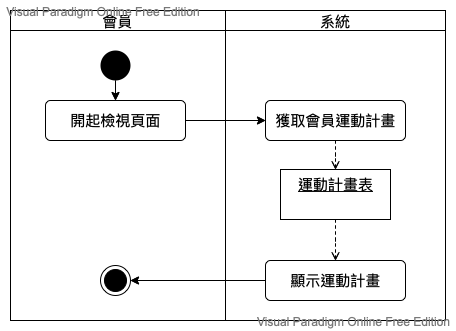 Visual Paradigm Online Free Edition
會員
系統
開起檢視頁面
獲取會員運動計畫
運動計畫表
顯示運動計畫
Visual Paradigm Online Free Edition